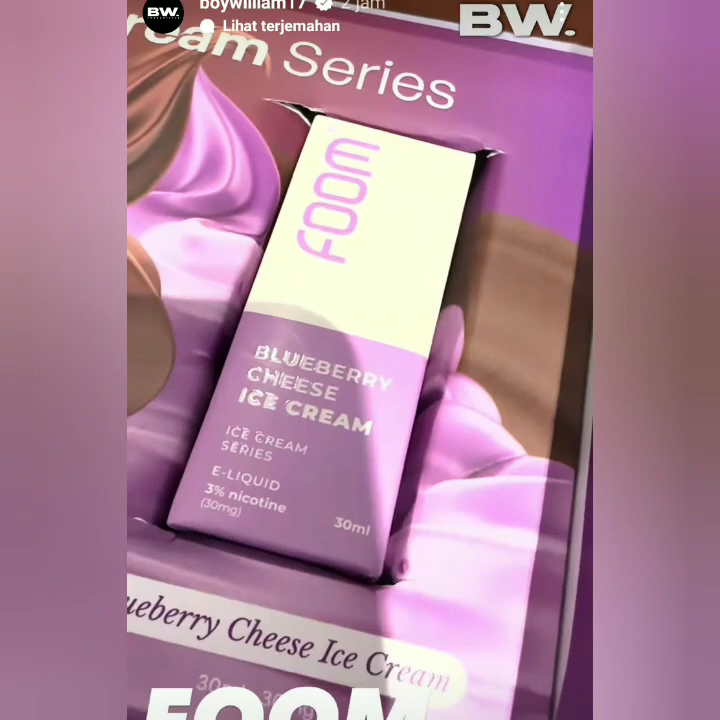 boywilliam17 2 jam
BW.
Lihat terjemahan
BW.
ream Series
FOOM
BLUEBERRY
CHEESE
ICE CREAM
ICE CREAM
SERIES
E-LIQUID
3% nicotine
(30mg)
30ml
ueberry Cheese Ice Cream
FOOM